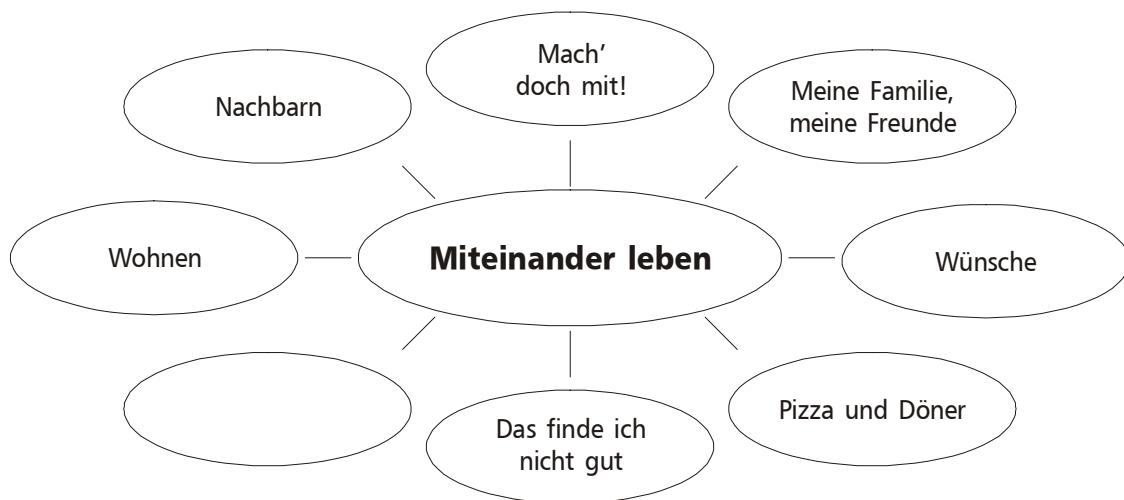 Mach’
doch mit!
Nachbarn
Meine Familie,
meine Freunde
Wohnen
Miteinander leben
Wünsche
Pizza und Döner
Das finde ich
nicht gut